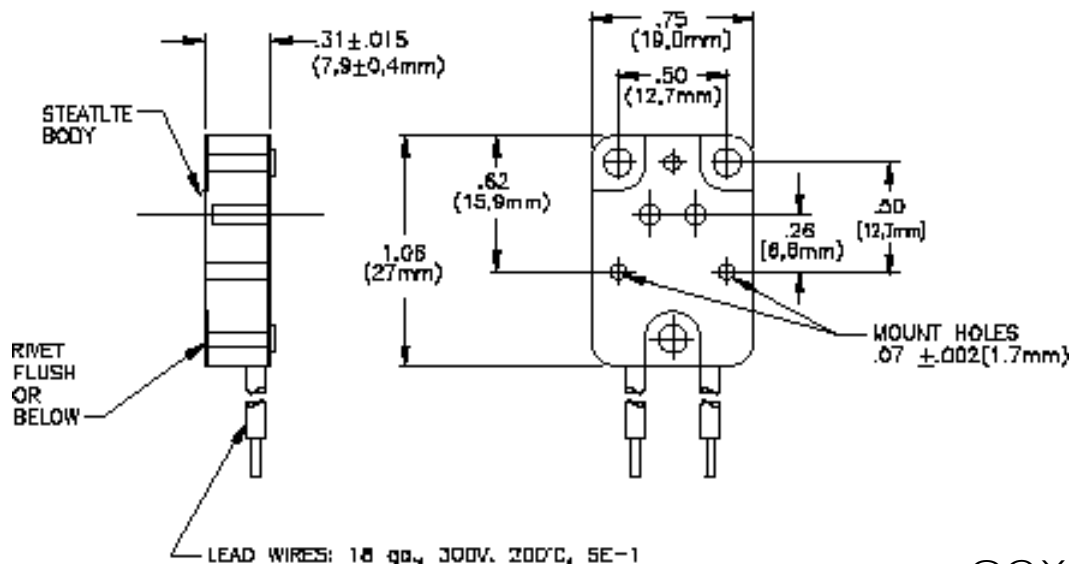 .31±.015
(7,9±0,4mm)
.75
(19.0mm)
.50
(12,7mm)
STEATLTE
BODY
.62
(15,9mm)
.50
(12,7mm)
.26
(6,6mm)
1.06
(27mm)
MOUNT HOLES
.07 ±.002(1.7mm)
RIVET
FLUSH
OR
BELOW
LEAD WIRES: 18 ga., 300V. 200°C, SE-1